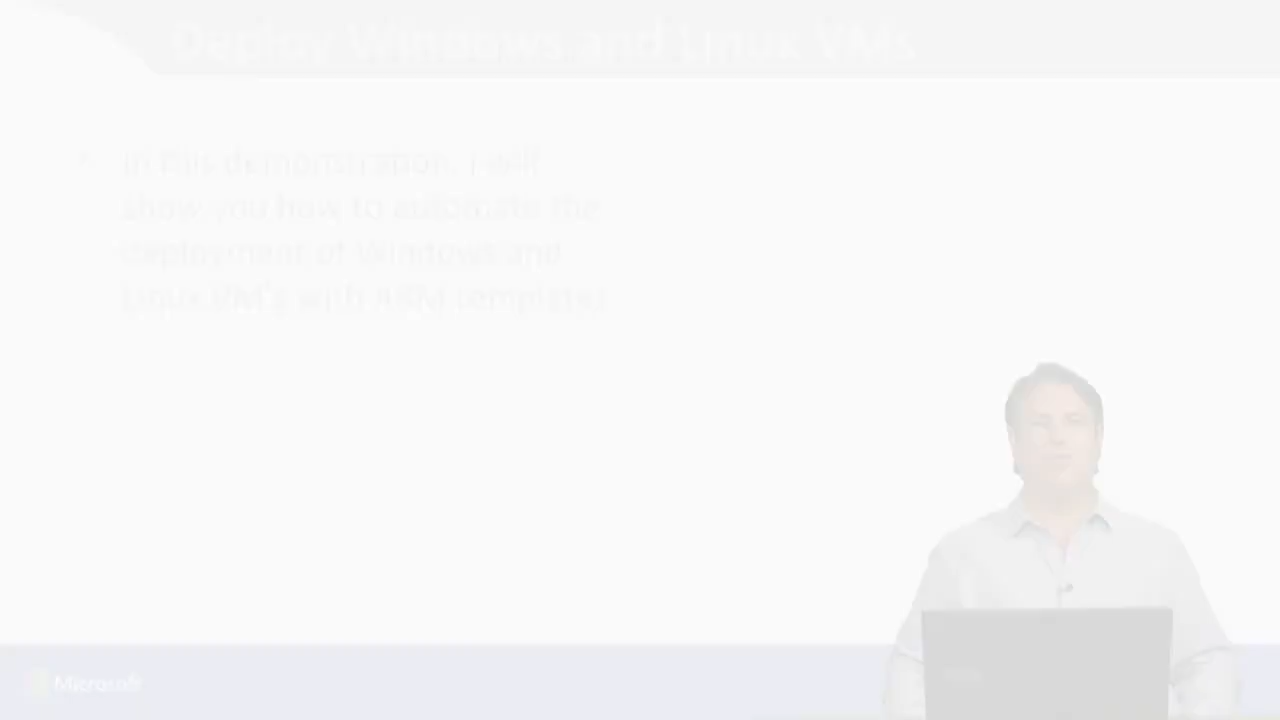 Deploy Windows and Linux VMs
In this demonstration, I will
show you how to automate the
deployment of Windows and
Linux VM's with ARM templates
Microsoft